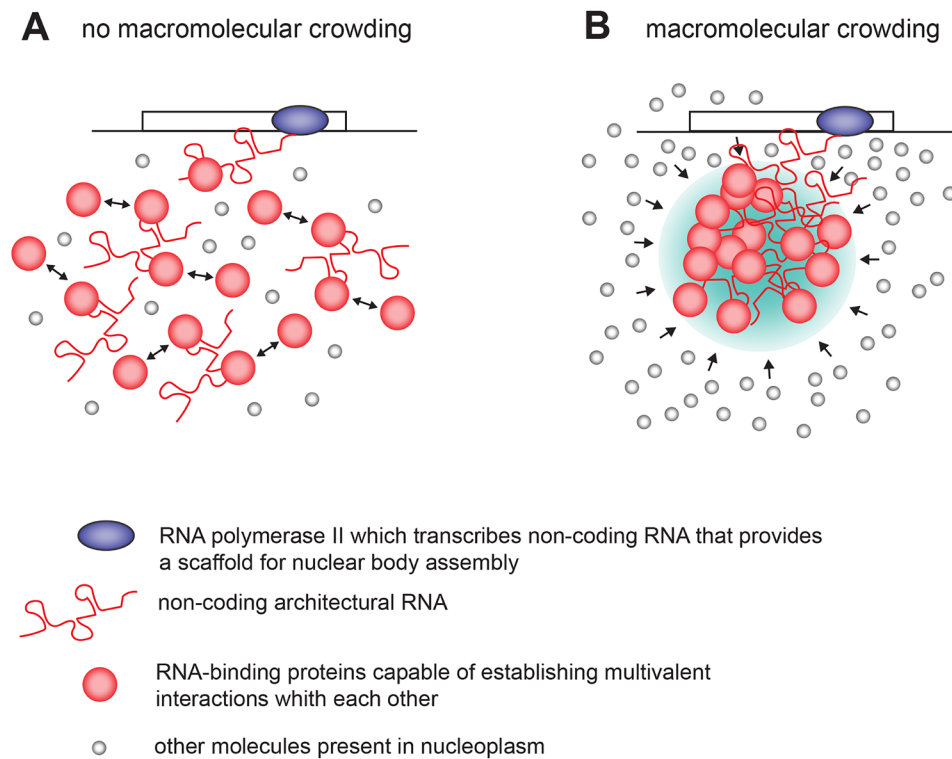 A no macromolecular crowding
B macromolecular crowding
RNA polymerase II which transcribes non-coding RNA that provides
a scaffold for nuclear body assembly
non-coding architectural RNA
RNA-binding proteins capable of establishing multivalent
interactions whith each other
other molecules present in nucleoplasm